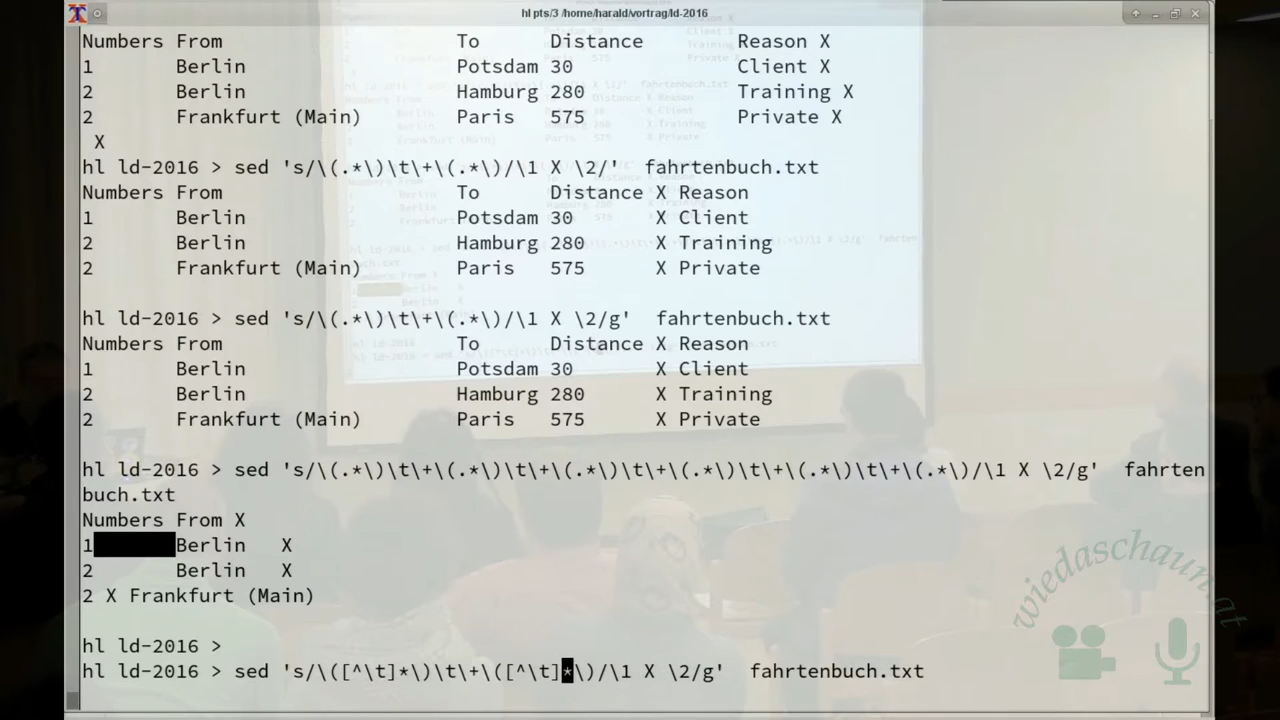 hl pts/3 /home/harald/vortrag/ld-2016
Numbers From To Distance Reason X
1 Berlin Potsdam 30 Client X
2 Berlin Hamburg 280 Training X
2 Frankfurt (Main) Paris 575 Private X
X
hl ld-2016 > sed 's/\(.*\)\t\+\(.*\)/\1 X \2/' fahrtenbuch.txt
Numbers From To Distance X Reason
1 Berlin Potsdam 30 X Client
2 Berlin Hamburg 280 X Training
2 Frankfurt (Main) Paris 575 X Private
hl ld-2016 > sed 's/\(.*\)\t\+\(.*\)/\1 X \2/g' fahrtenbuch.txt
Numbers From To Distance X Reason
1 Berlin Potsdam 30 X Client
2 Berlin Hamburg 280 X Training
2 Frankfurt (Main) Paris 575 X Private
hl ld-2016 > sed 's/\(.*\)\t\+\(.*\)\t\+\(.*\)\t\+\(.*\)\t\+\(.*\)\t\+\(.*\)/\1 X \2/g' fahrten
buch.txt
Numbers From X
1 Berlin X
2 Berlin X
2 X Frankfurt (Main)
hl ld-2016 >
hl ld-2016 > sed 's/\([^\t]*\)\t\+\([^\t]*\)/\1 X \2/g' fahrtenbuch.txt
wiedaschaun.at